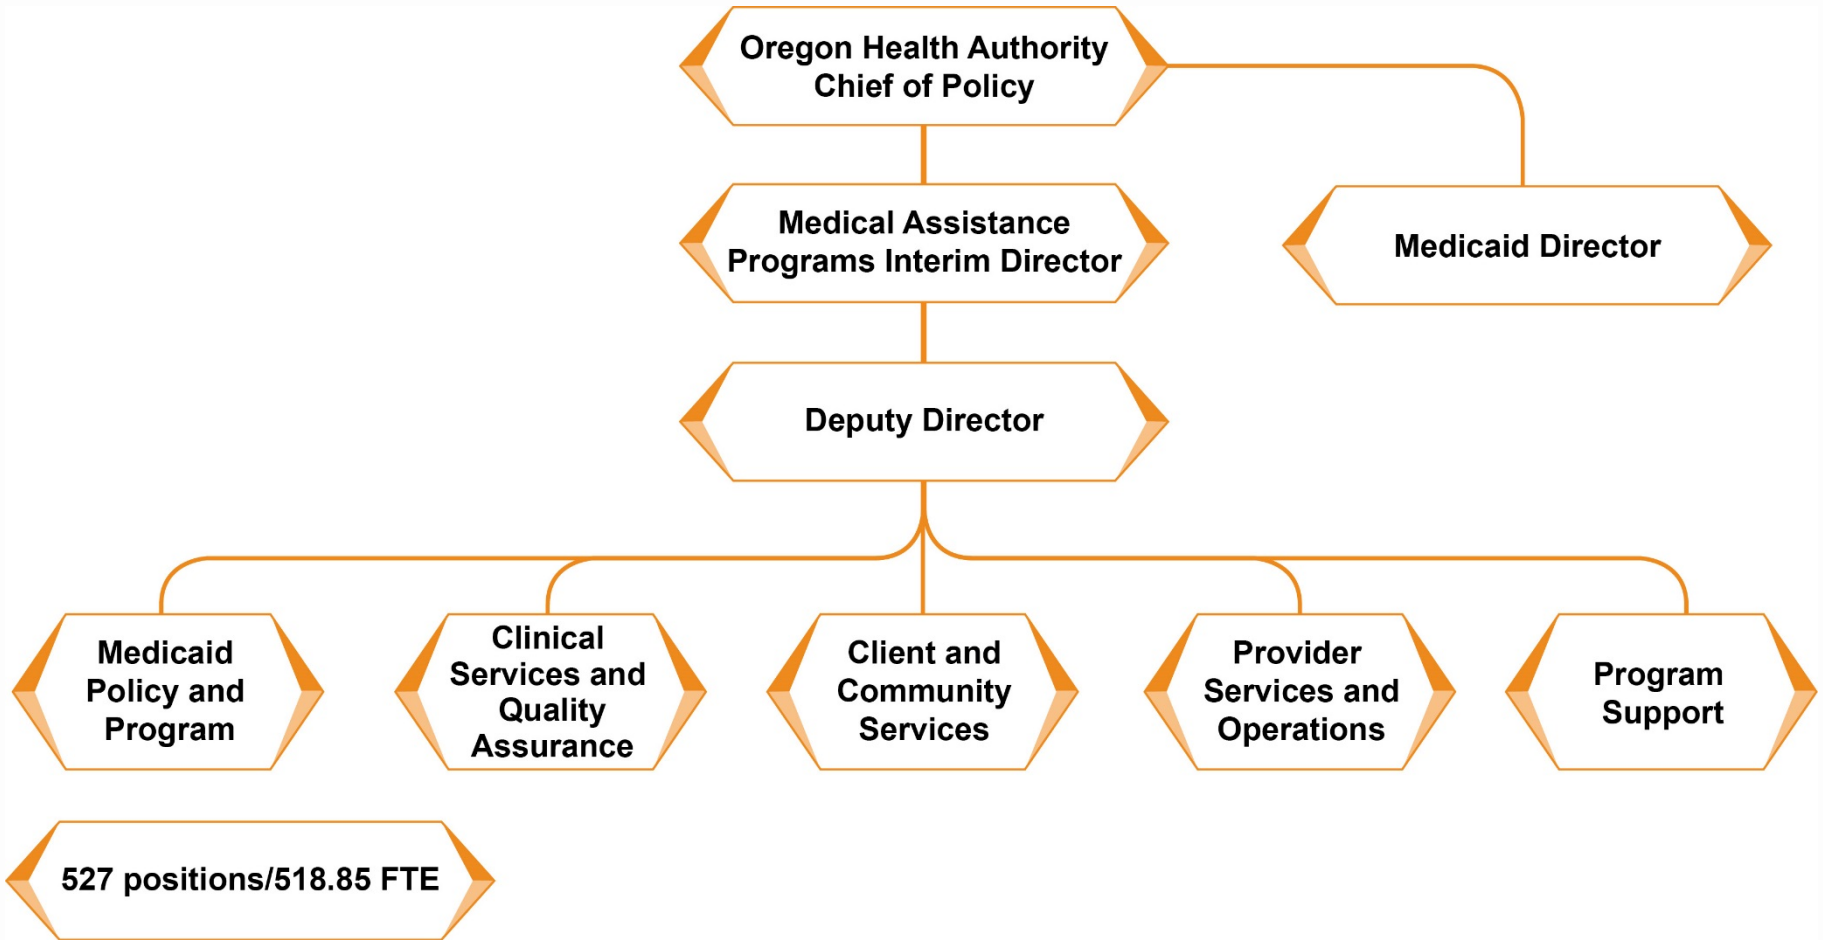 Oregon Health Authority
Chief of Policy
Medical Assistance
Programs Interim Director
Medicaid Director
Deputy Director
Medicaid
Policy and
Program
Clinical
Services and
Quality
Assurance
Client and
Community
Services
Provider
Services and
Operations
Program
Support
527 positions/518.85 FTE